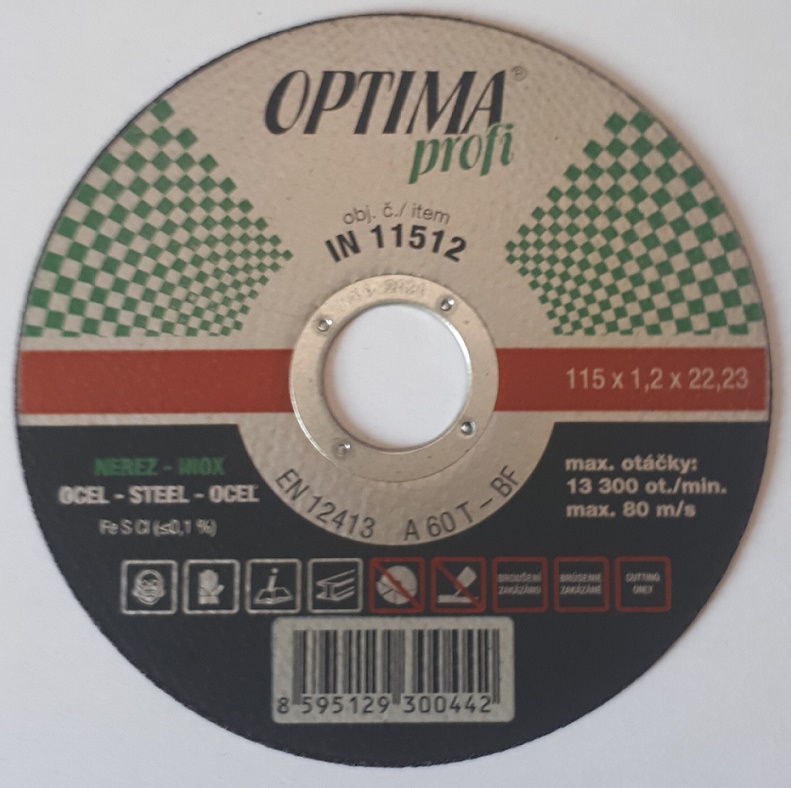 OPTIMA®
profi
obj. č./ item
IN 11512
115 x 1,2 x 22,23
NEREZ - INOX
OCEL - STEEL - OCEĽ
Fe S Cl (≤0,1 %)
EN 12413 A 60 T - BF
max. otáčky:
13 300 ot./min.
max. 80 m/s
BROUŠENÍ
ZAKÁZÁNO
BRÚSENIE
ZAKÁZANÉ
CUTTING
ONLY
8 595129 300442